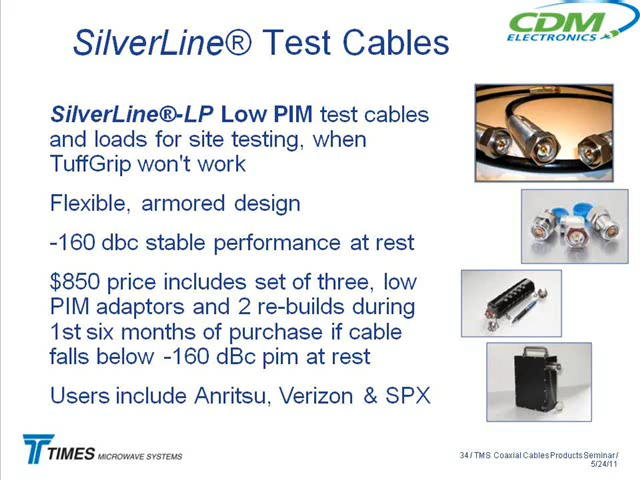 SilverLine® Test Cables
CDM
ELECTRONICS
SilverLine®-LP Low PIM test cables
and loads for site testing, when
TuffGrip won't work
Flexible, armored design
-160 dbc stable performance at rest
$850 price includes set of three, low
PIM adaptors and 2 re-builds during
1st six months of purchase if cable
falls below -160 dBc pim at rest
Users include Anritsu, Verizon & SPX
TIMES MICROWAVE SYSTEMS
34 / TMS Coaxial Cables Products Seminar /
5/24/11